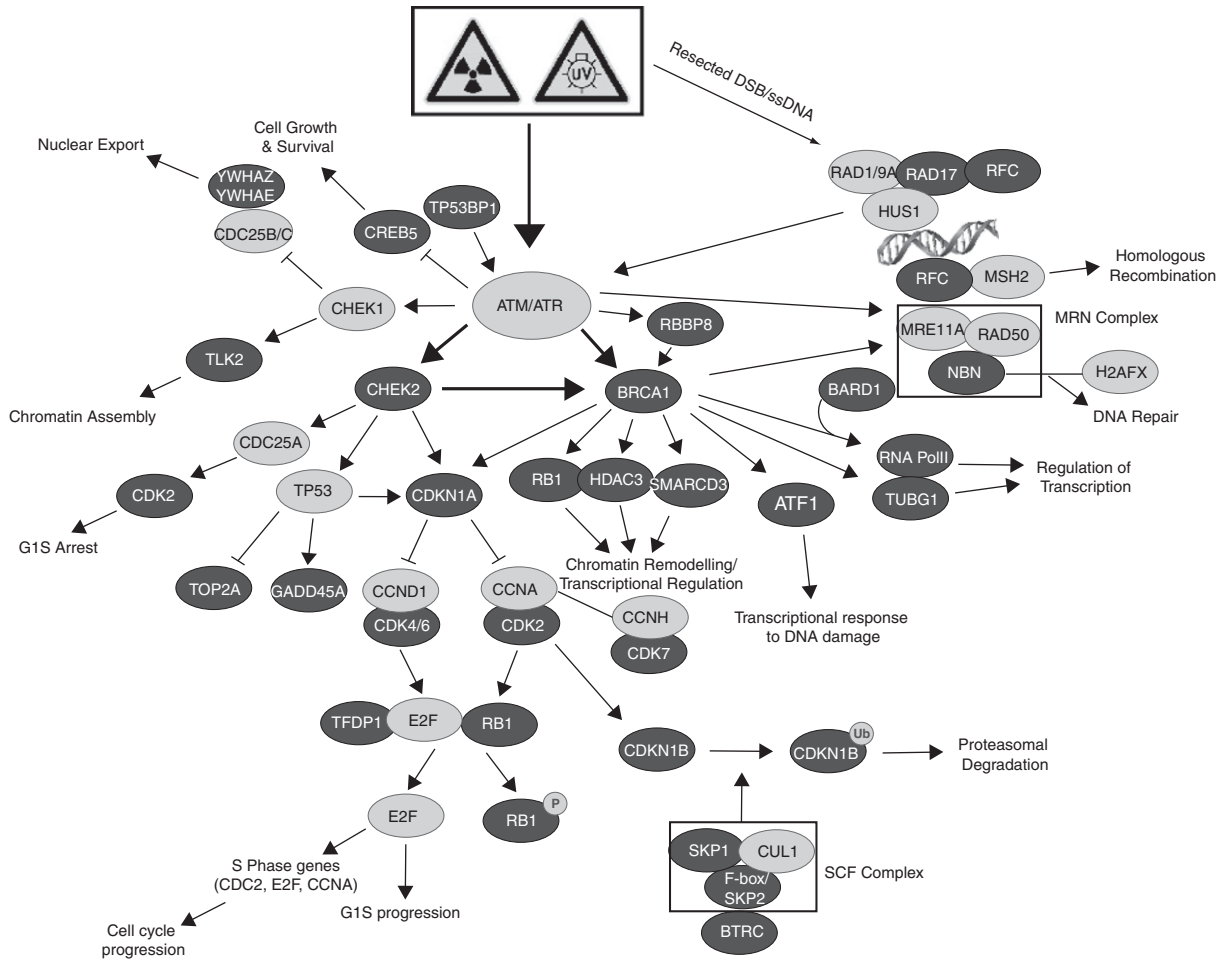 UV
Resected DSB/ssDNA
Cell Growth
& Survival
Nuclear Export
YWHAZ
YWHAE
CDC25B/C
TP53BP1
CREB5
RAD1/9A
RAD17
RFC
HUS1
RFC
MSH2
Homologous
Recombination
CHEK1
ATM/ATR
RBBP8
MRE11A
RAD50
MRN Complex
NBN
H2AFX
DNA Repair
TLK2
Chromatin Assembly
CHEK2
BRCA1
BARD1
CDC25A
RNA PolII
TUBG1
Regulation of
Transcription
CDK2
G1S Arrest
TP53
CDKN1A
RB1
HDAC3
SMARCD3
ATF1
TOP2A
GADD45A
CCND1
CDK4/6
CCNA
CDK2
Chromatin Remodelling/
Transcriptional Regulation
CCNH
CDK7
Transcriptional response
to DNA damage
TFDP1
E2F
RB1
CDKN1B
CDKN1B
Ub
Proteasomal
Degradation
E2F
RB1
P
S Phase genes
(CDC2, E2F, CCNA)
G1S progression
Cell cycle
progression
SKP1
CUL1
F-box/
SKP2
SCF Complex
BTRC